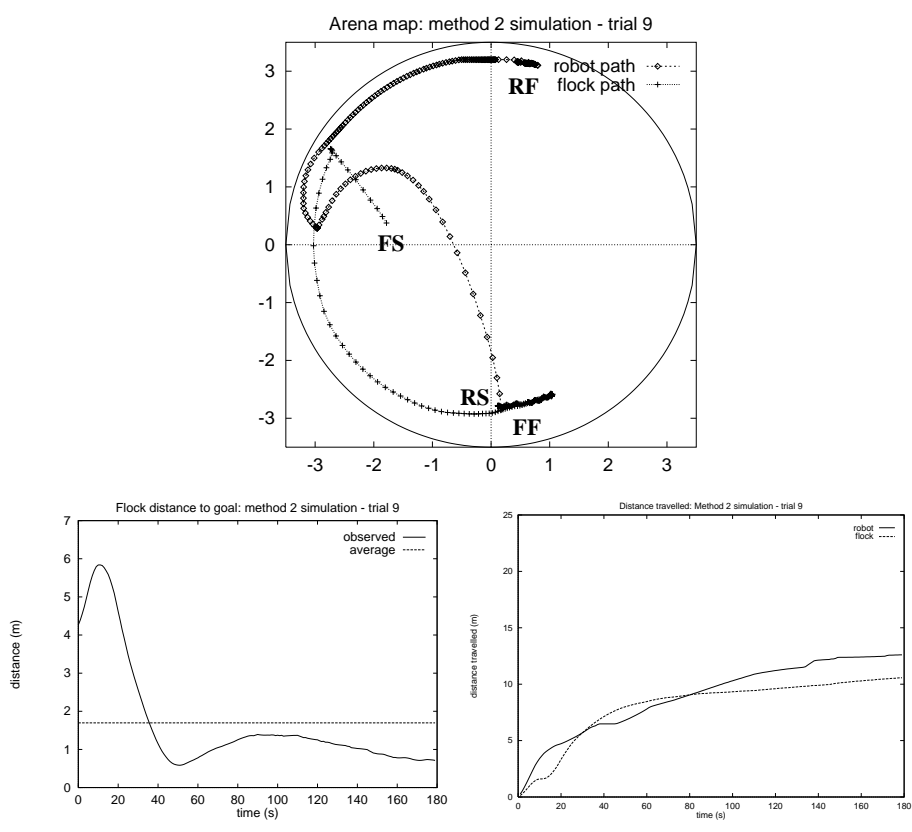 Arena map: method 2 simulation - trial 9
3
2
1
0
-1
-2
-3
-3 -2 -1 0 1 2 3
robot path
flock path
RF
FS
RS
FF
Flock distance to goal: method 2 simulation - trial 9
distance (m)
7
6
5
4
3
2
1
0
0 20 40 60 80 100 120 140 160 180
time (s)
observed
average
Distance travelled: Method 2 simulation - trial 9
distance travelled (m)
25
20
15
10
5
0
0 20 40 60 80 100 120 140 160 180
time (s)
robot
flock